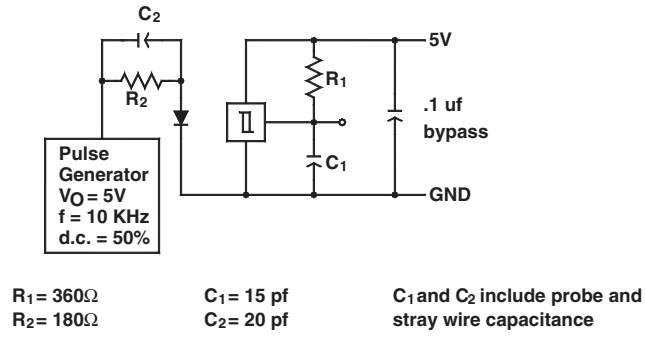 C2
5V
R1
R2
.1 uf
bypass
C1
Pulse
Generator
VO = 5V
f = 10 KHz
d.c. = 50%
GND
R1 = 360Ω
C1 = 15 pf
C1 and C2 include probe and
R2 = 180Ω
C2 = 20 pf
stray wire capacitance